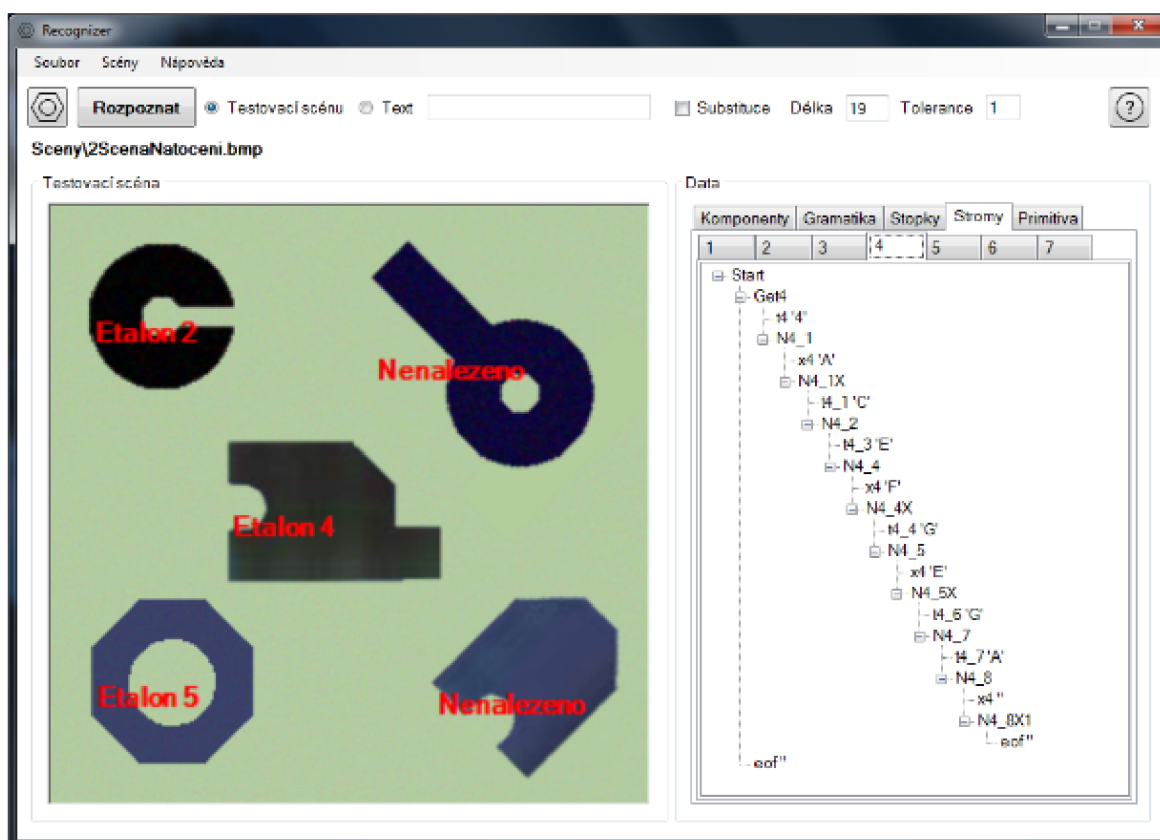 Recognizer
Soubor Scény Nápověda
Rozpoznat Testovací scénu Text Substituce Délka 19 Tolerance 1 ?
Sceny\2ScenaNatoceni.bmp
Testovací scéna
Etalon 2
Nenalezeno
Etalon 4
Etalon 5
Nenalezeno
Data
Komponenty Gramatika Stopky Stromy Primitiva
1 2 3 4 5 6 7
Start
Get4
t4 '4'
N4_1
x4 'A'
N4_1X
t4_1 'C'
N4_2
t4_3 'E'
N4_4
x4 'F'
N4_4X
t4_4 'G'
N4_5
x4 'E'
N4_5X
t4_6 'G'
N4_7
t4_7 'A'
N4_8
x4 ''
N4_8X1
eof ''
eof ''